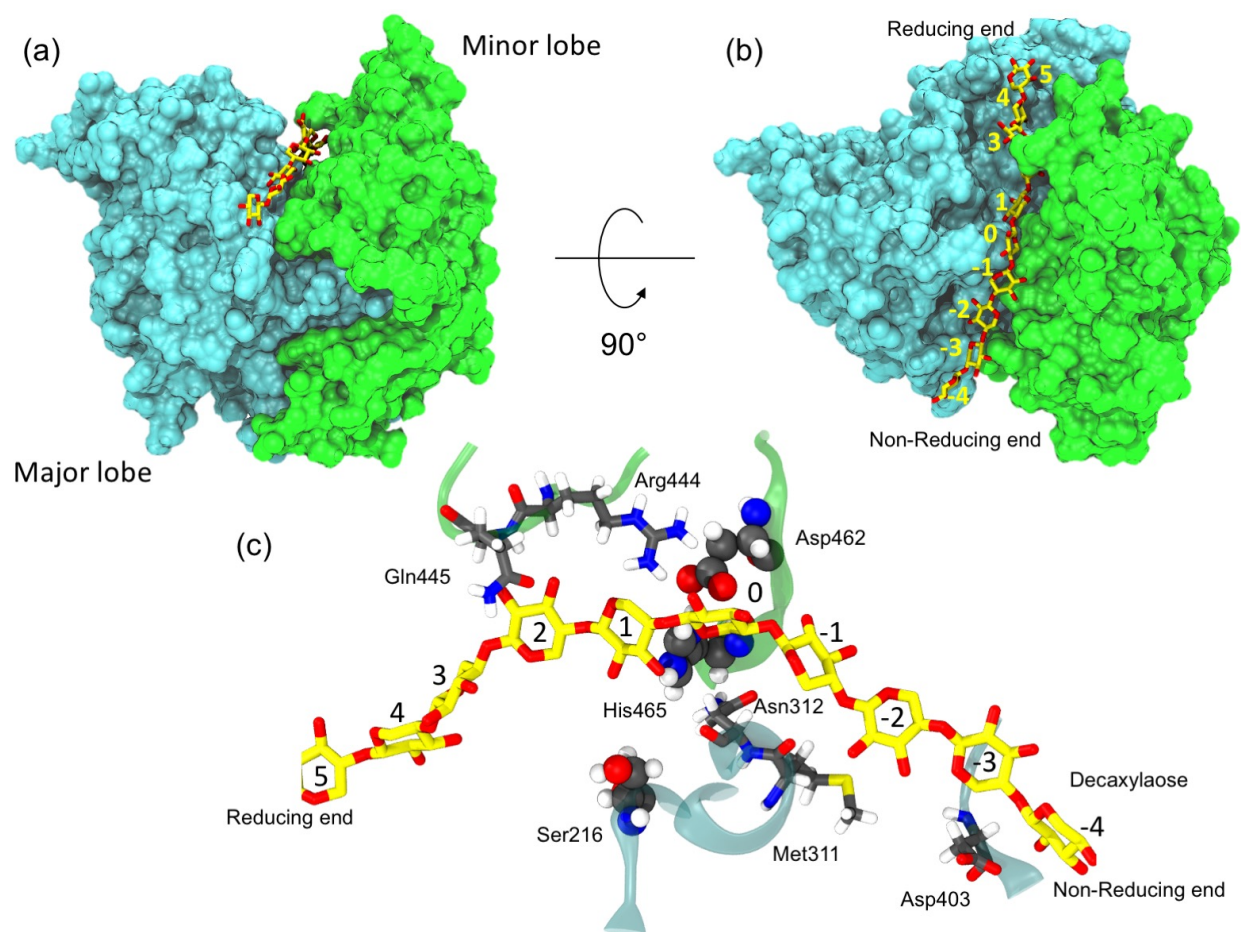 (a)
Minor lobe
Major lobe
90°
(b)
Reducing end
5
4
3
1
0
-1
-2
-3
-4
Non-Reducing end
(c)
Arg444
Asp462
Gln445
0
2
1
-1
3
His465
Asn312
-2
4
-3
5
Decaxylaose
Reducing end
Ser216
-4
Met311
Asp403
Non-Reducing end